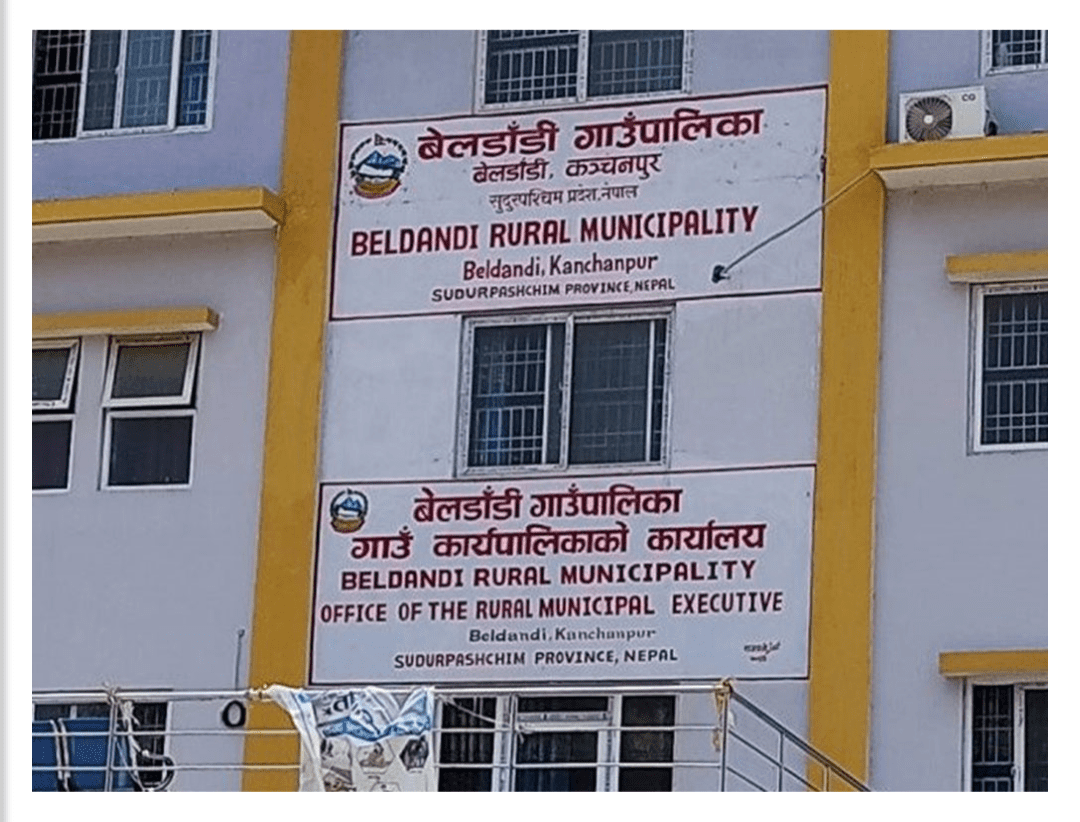 बेलडाँडी गाउँपालिका
बेलडाँडी, कञ्चनपुर
सुदुरपश्चिम प्रदेश,नेपाल
BELDANDI RURAL MUNICIPALITY
Beldandi, Kanchanpur
SUDURPASHCHIM PROVINCE, NEPAL
CG
बेलडाँडी गाउँपालिका
गाउँ कार्यपालिकाको कार्यालय
BELDANDI RURAL MUNICIPALITY
OFFICE OF THE RURAL MUNICIPAL EXECUTIVE
Beldandi, Kanchanpur
SUDURPASHCHIM PROVINCE, NEPAL